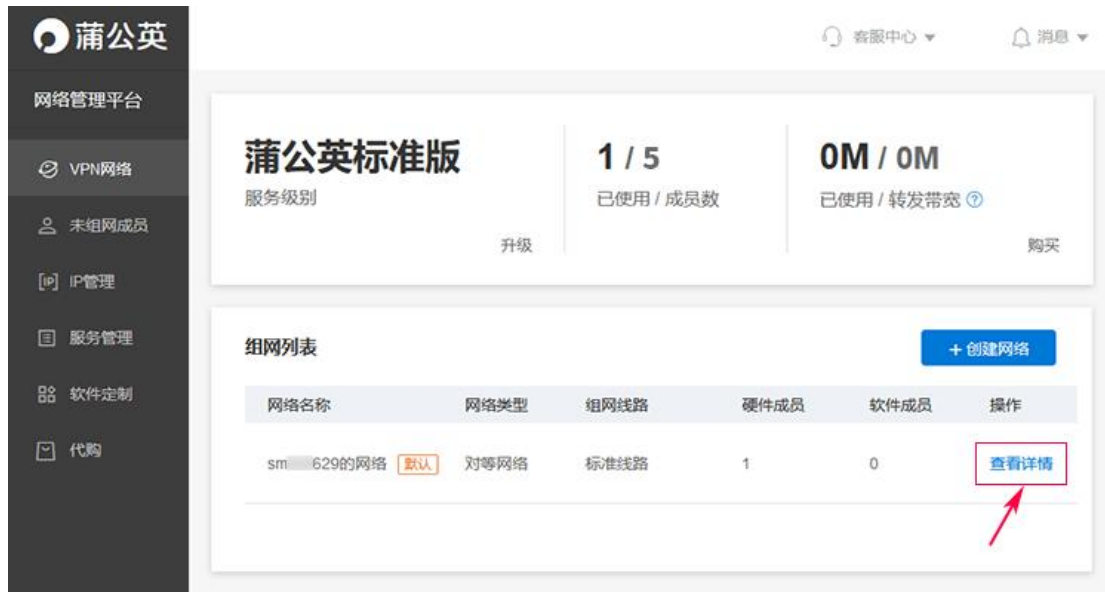 蒲公英
客服中心
消息
网络管理平台
VPN网络
未组网成员
[IP] IP管理
服务管理
软件定制
代购
蒲公英标准版
服务级别
升级
1 / 5
已使用 / 成员数
0M / 0M
已使用 / 转发带宽 ?
购买
组网列表
+ 创建网络
网络名称 网络类型 组网线路 硬件成员 软件成员 操作
sm 629的网络 默认 对等网络 标准线路 1 0 查看详情